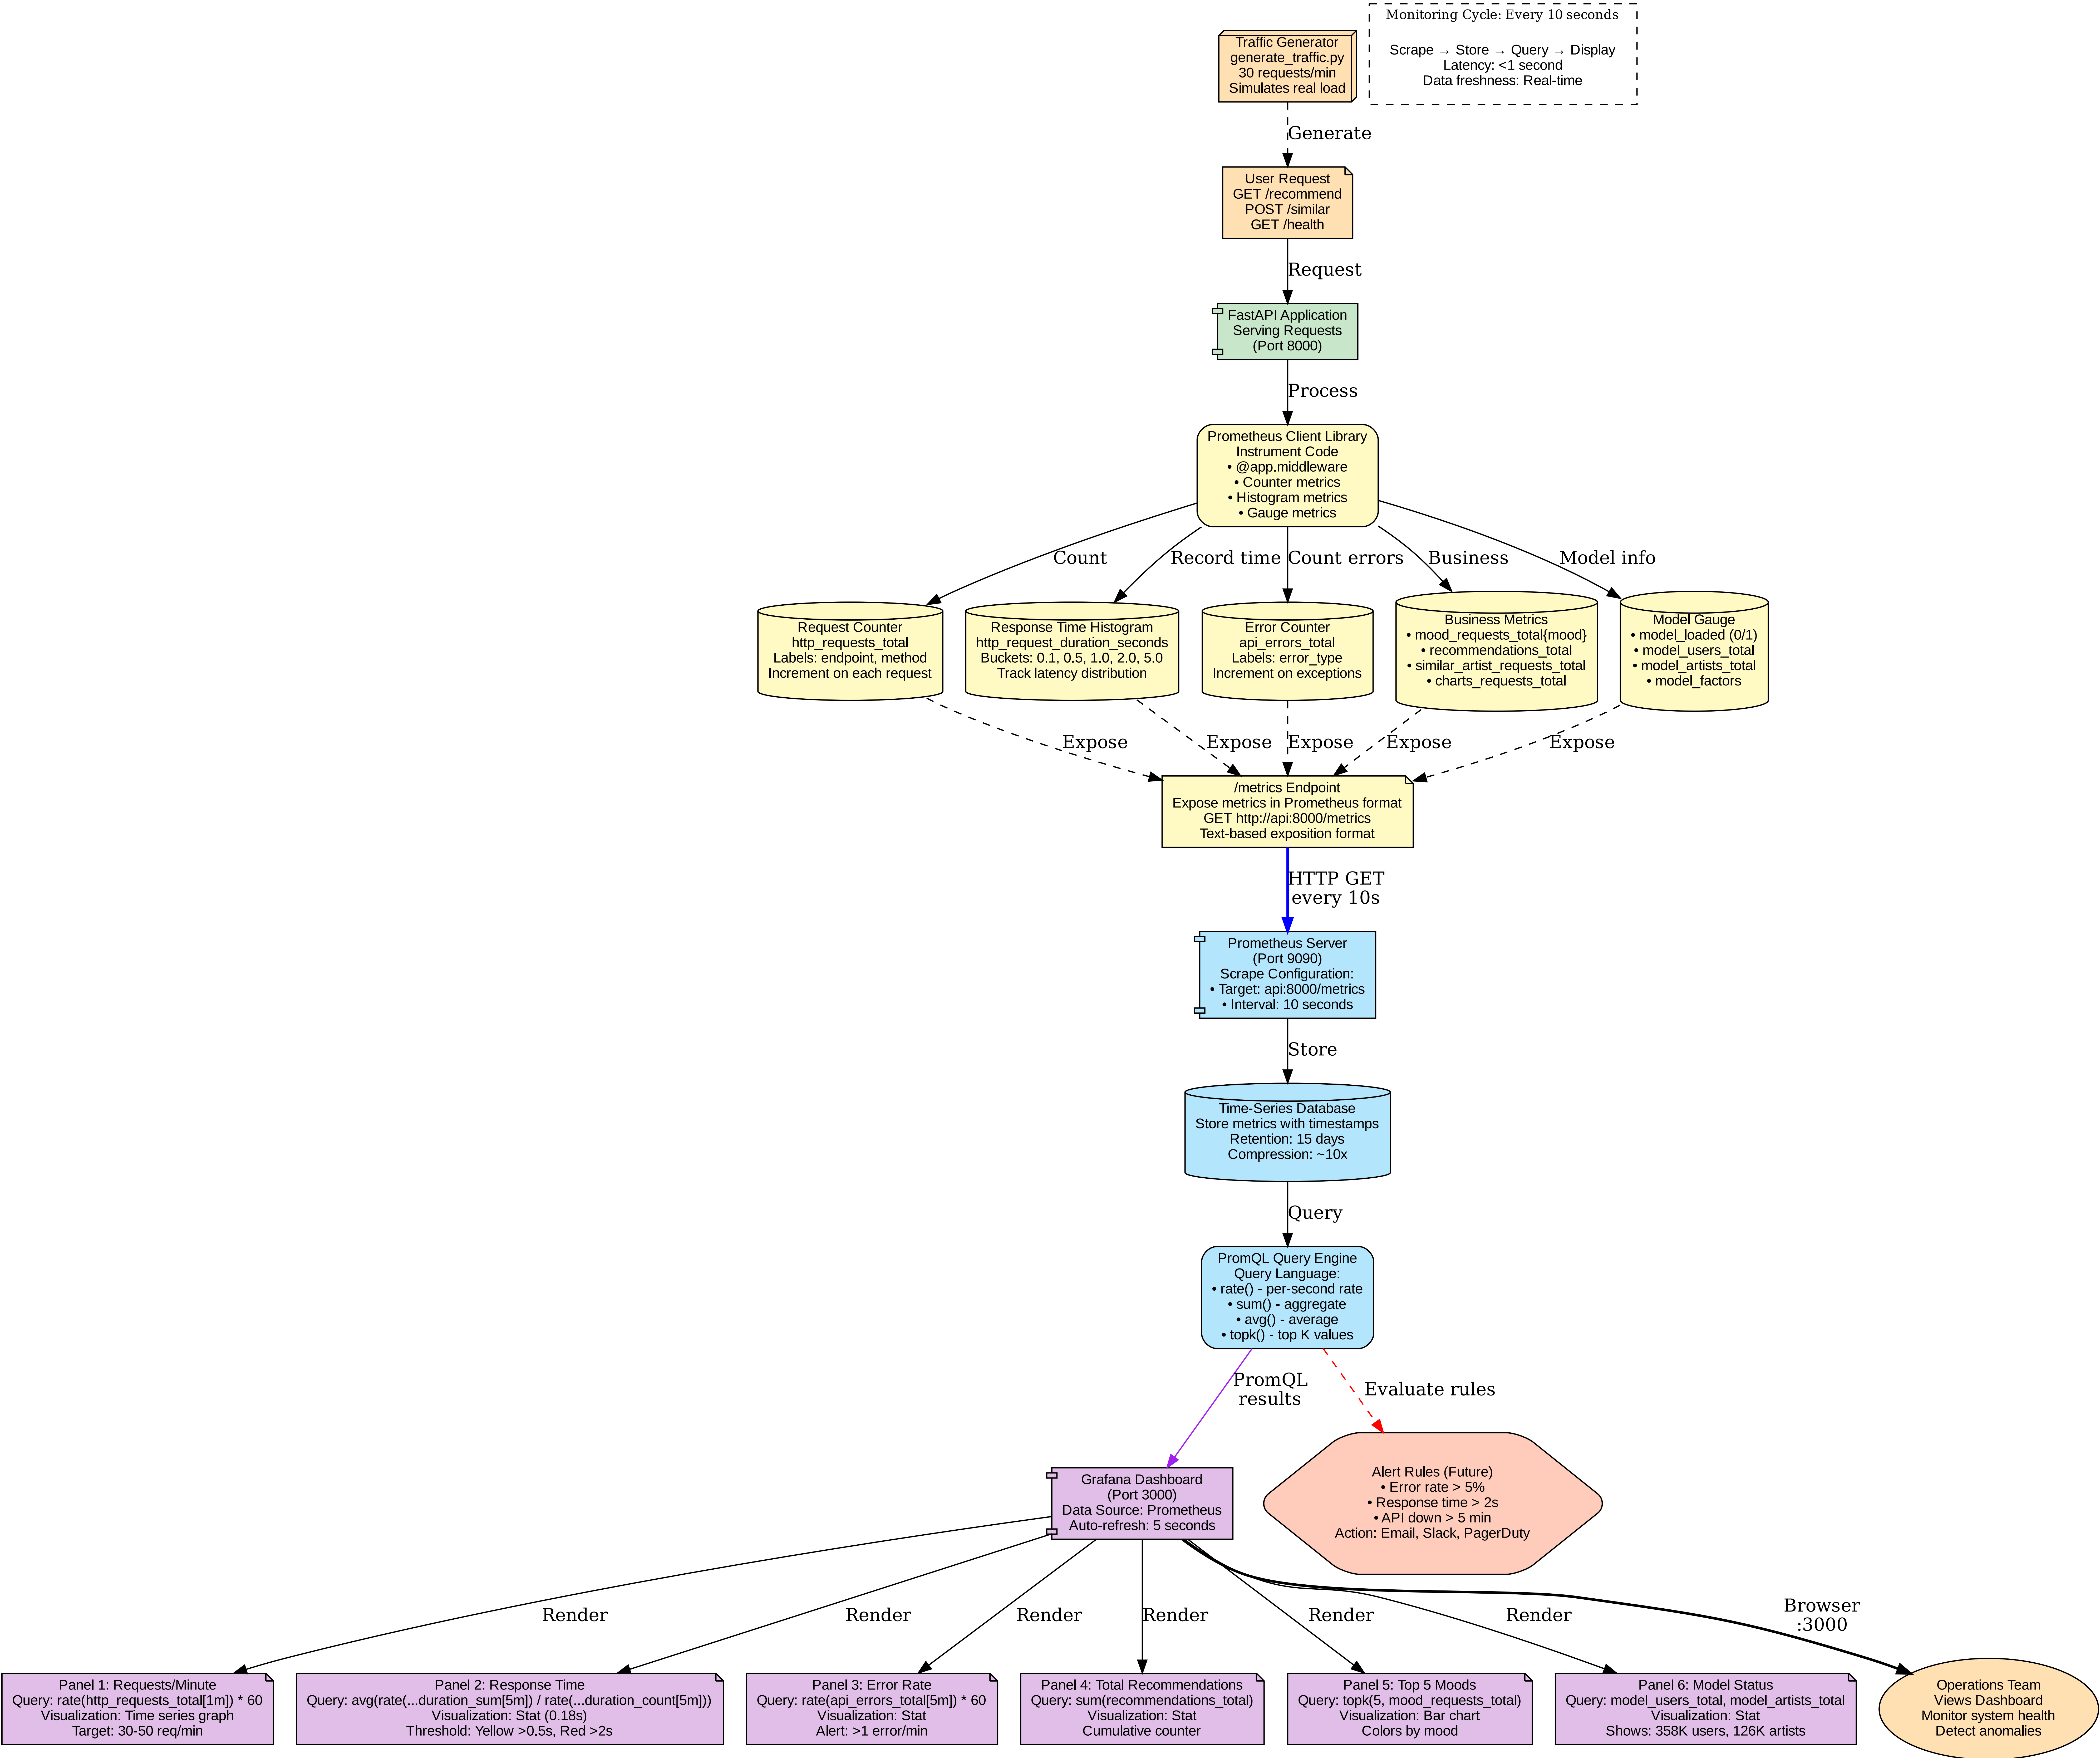 Monitoring Cycle: Every 10 seconds
Scrape → Store → Query → Display
Latency: <1 second
Data freshness: Real-time
Traffic Generator
generate_traffic.py
30 requests/min
Simulates real load
Generate
User Request
GET /recommend
POST /similar
GET /health
Request
FastAPI Application
Serving Requests
(Port 8000)
Process
Prometheus Client Library
Instrument Code
• @app.middleware
• Counter metrics
• Histogram metrics
• Gauge metrics
Count
Record time
Count errors
Business
Model info
Request Counter
http_requests_total
Labels: endpoint, method
Increment on each request
Response Time Histogram
http_request_duration_seconds
Buckets: 0.1, 0.5, 1.0, 2.0, 5.0
Track latency distribution
Error Counter
api_errors_total
Labels: error_type
Increment on exceptions
Business Metrics
• mood_requests_total{mood}
• recommendations_total
• similar_artist_requests_total
• charts_requests_total
Model Gauge
• model_loaded (0/1)
• model_users_total
• model_artists_total
• model_factors
Expose
Expose
Expose
Expose
Expose
/metrics Endpoint
Expose metrics in Prometheus format
GET http://api:8000/metrics
Text-based exposition format
HTTP GET
every 10s
Prometheus Server
(Port 9090)
Scrape Configuration:
• Target: api:8000/metrics
• Interval: 10 seconds
Store
Time-Series Database
Store metrics with timestamps
Retention: 15 days
Compression: ~10x
Query
PromQL Query Engine
Query Language:
• rate() - per-second rate
• sum() - aggregate
• avg() - average
• topk() - top K values
PromQL
results
Evaluate rules
Grafana Dashboard
(Port 3000)
Data Source: Prometheus
Auto-refresh: 5 seconds
Alert Rules (Future)
• Error rate > 5%
• Response time > 2s
• API down > 5 min
Action: Email, Slack, PagerDuty
Render
Render
Render
Render
Render
Render
Browser
:3000
Panel 1: Requests/Minute
Query: rate(http_requests_total[1m]) * 60
Visualization: Time series graph
Target: 30-50 req/min
Panel 2: Response Time
Query: avg(rate(...duration_sum[5m]) / rate(...duration_count[5m]))
Visualization: Stat (0.18s)
Threshold: Yellow >0.5s, Red >2s
Panel 3: Error Rate
Query: rate(api_errors_total[5m]) * 60
Visualization: Stat
Alert: >1 error/min
Panel 4: Total Recommendations
Query: sum(recommendations_total)
Visualization: Stat
Cumulative counter
Panel 5: Top 5 Moods
Query: topk(5, mood_requests_total)
Visualization: Bar chart
Colors by mood
Panel 6: Model Status
Query: model_users_total, model_artists_total
Visualization: Stat
Shows: 358K users, 126K artists
Operations Team
Views Dashboard
Monitor system health
Detect anomalies